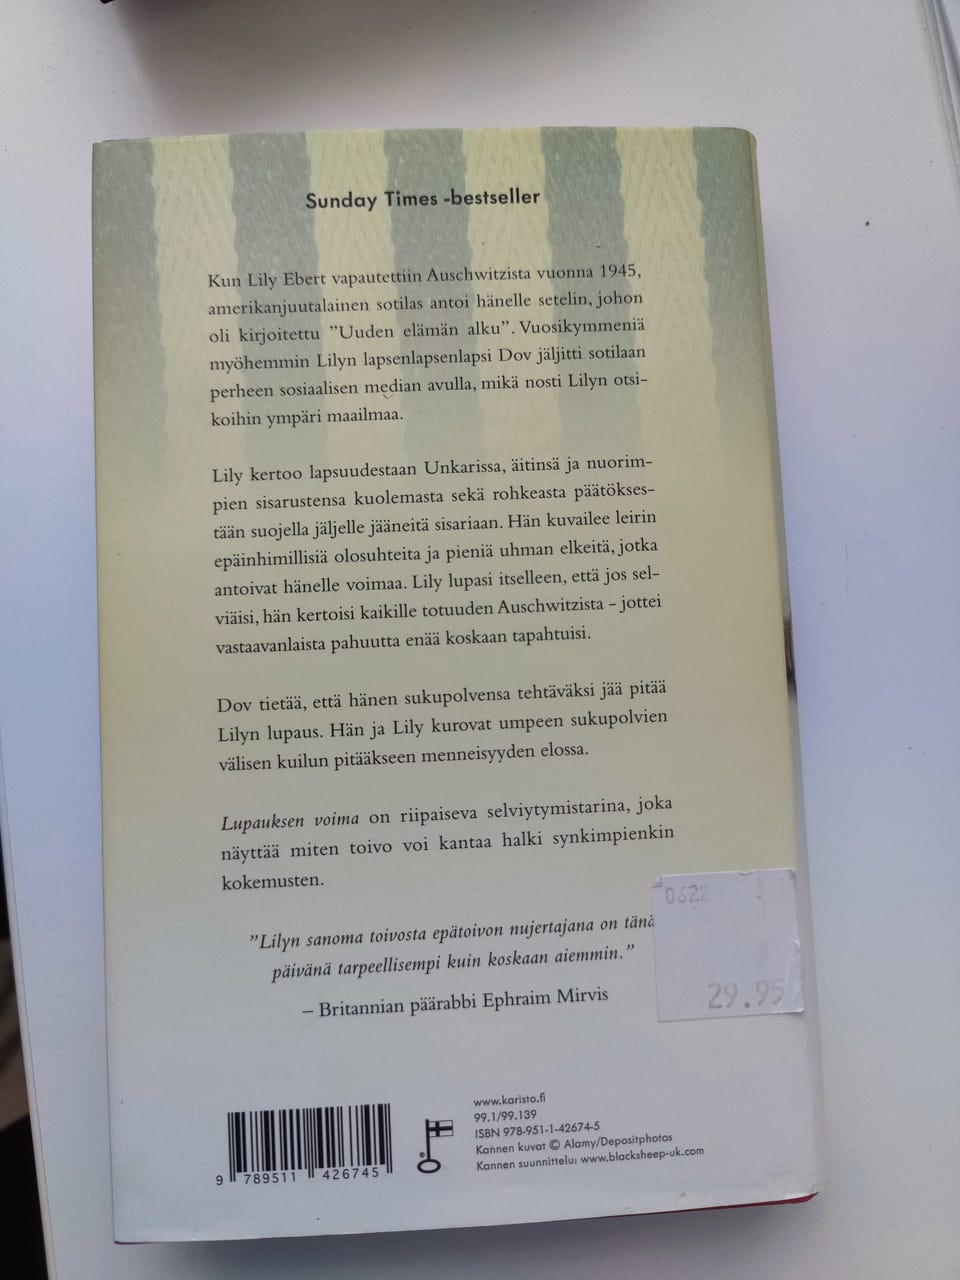 Sunday Times -bestseller
Kun Lily Ebert vapautettiin Auschwitzista vuonna 1945,
amerikanjuutalainen sotilas antoi hänelle setelin, johon
oli kirjoitettu ”Uuden elämän alku”. Vuosikymmeniä
myöhemmin Lilyn lapsenlapsenlapsi Dov jäljitti sotilaan
perheen sosiaalisen median avulla, mikä nosti Lilyn otsi-
koihin ympäri maailmaa.
Lily kertoo lapsuudestaan Unkarissa, äitinsä ja nuorim-
pien sisarustensa kuolemasta sekä rohkeasta päätökses-
tään suojella jäljelle jääneitä sisariaan. Hän kuvailee leirin
epäinhimillisiä olosuhteita ja pieniä uhman elkeitä, jotka
antoivat hänelle voimaa. Lily lupasi itselleen, että jos sel-
viäisi, hän kertoisi kaikille totuuden Auschwitzista – jottei
vastaavanlaista pahuutta enää koskaan tapahtuisi.
Dov tietää, että hänen sukupolvensa tehtäväksi jää pitää
Lilyn lupaus. Hän ja Lily kurovat umpeen sukupolvien
välisen kuilun pitääkseen menneisyyden elossa.
Lupauksen voima on riipaiseva selviytymistarina, joka
näyttää miten toivo voi kantaa halki synkimpienkin
kokemusten.
”Lilyn sanoma toivosta epätoivon nujertajana on tänä
päivänä tarpeellisempi kuin koskaan aiemmin.”
– Britannian päärabbi Ephraim Mirvis
0622
29.95
www.karisto.fi
99.1/99.139
ISBN 978-951-1-42674-5
Kannen kuvat © Alamy/Depositphotos
Kannen suunnittelu: www.blacksheep-uk.com
9 789511 426745